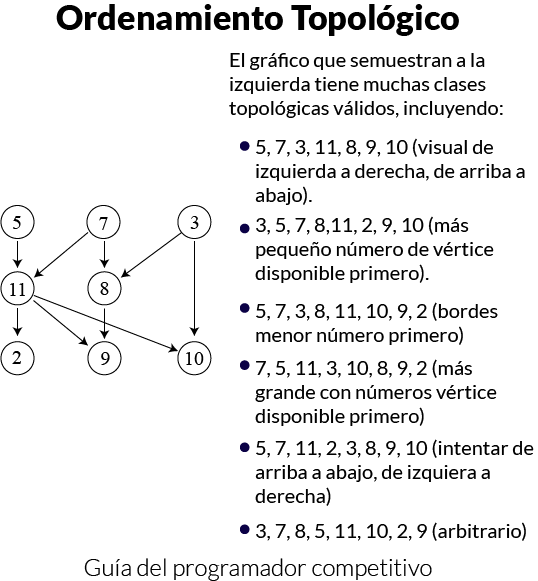 Ordenamiento Topológico
El gráfico que semuestran a la
izquierda tiene muchas clases
topológicas válidos, incluyendo:
5, 7, 3, 11, 8, 9, 10 (visual de
izquierda a derecha, de arriba a
abajo).
3, 5, 7, 8,11, 2, 9, 10 (más
pequeño número de vértice
disponible primero).
5, 7, 3, 8, 11, 10, 9, 2 (bordes
menor número primero)
7, 5, 11, 3, 10, 8, 9, 2 (más
grande con números vértice
disponible primero)
5, 7, 11, 2, 3, 8, 9, 10 (intentar de
arriba a abajo, de izquiera a
derecha)
3, 7, 8, 5, 11, 10, 2, 9 (arbitrario)
5 7 3
11 8
2 9 10
Guía del programador competitivo